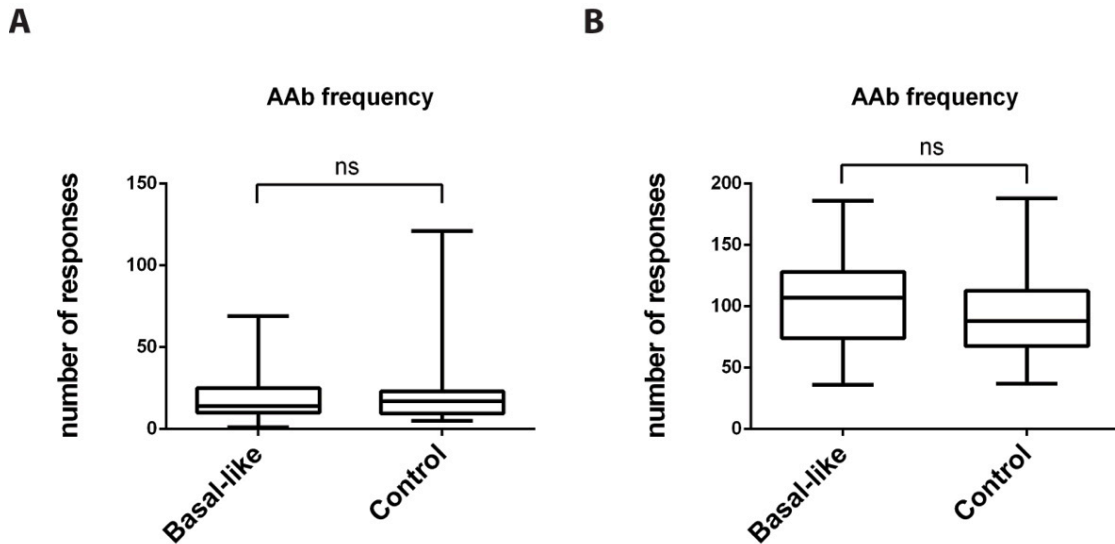 A
AAb frequency
ns
number of responses
150
100
50
0
Basal-like
Control
B
AAb frequency
ns
number of responses
200
150
100
50
0
Basal-like
Control